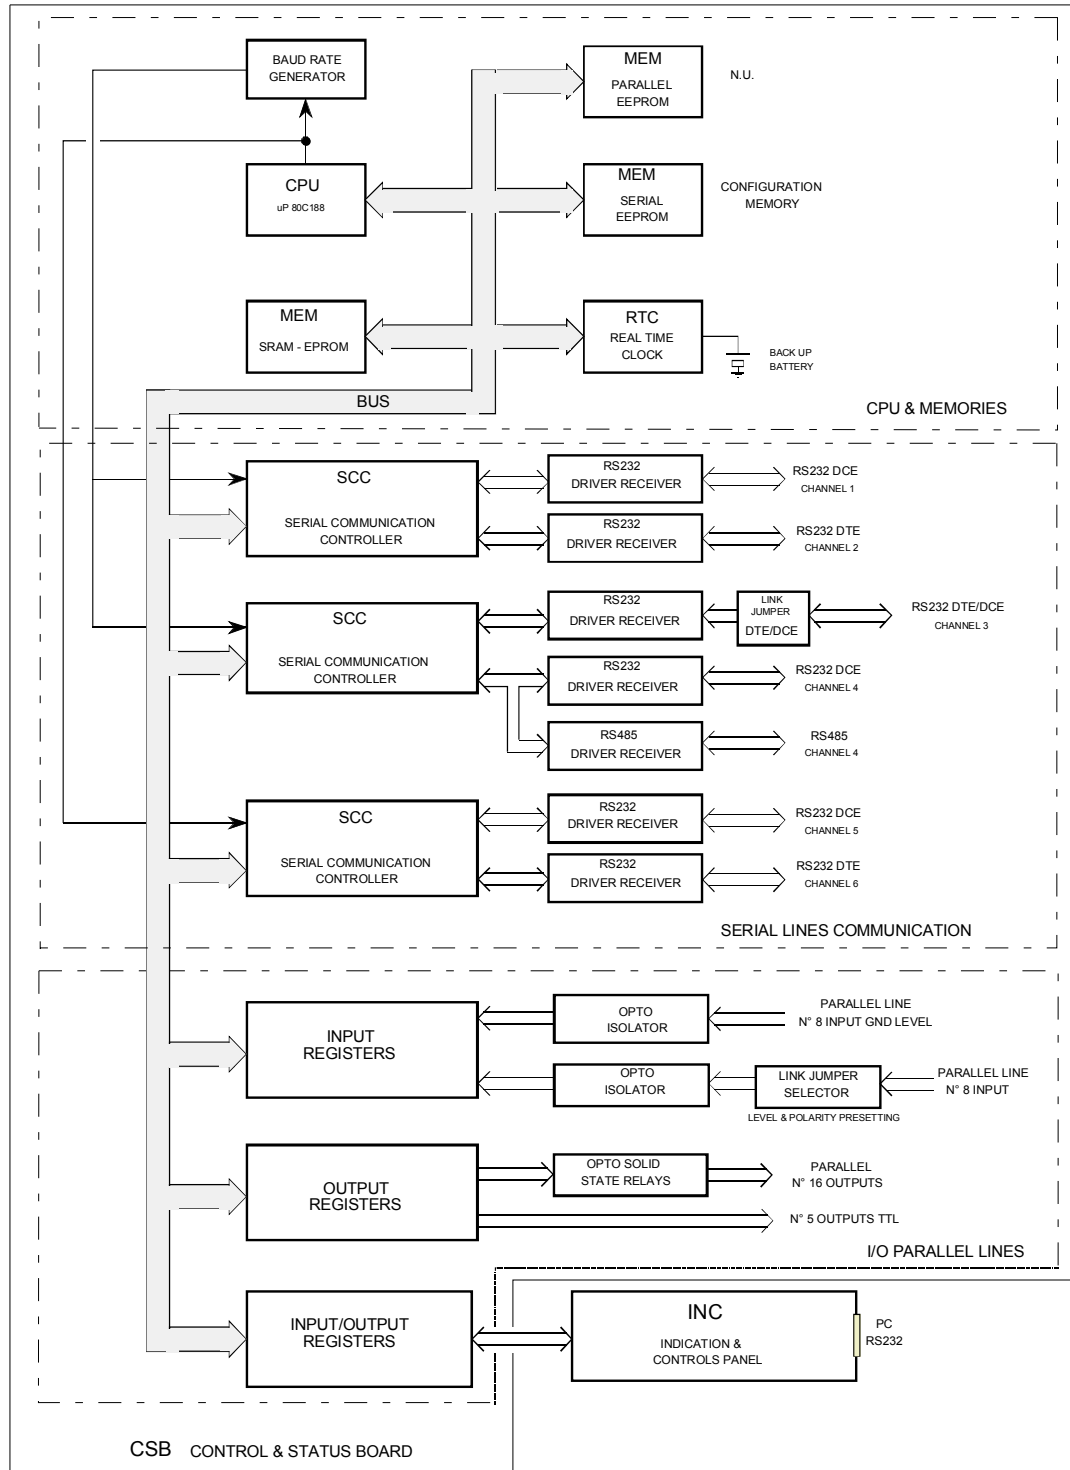 BAUD RATE
GENERATOR
MEM
PARALLEL
EEPROM
N.U.
CPU
uP 80C188
MEM
SERIAL
EEPROM
CONFIGURATION
MEMORY
MEM
SRAM - EPROM
RTC
REAL TIME
CLOCK
BACK UP
BATTERY
BUS
CPU & MEMORIES
SCC
SERIAL COMMUNICATION
CONTROLLER
RS232
DRIVER RECEIVER
RS232 DCE
CHANNEL 1
RS232
DRIVER RECEIVER
RS232 DTE
CHANNEL 2
SCC
SERIAL COMMUNICATION
CONTROLLER
RS232
DRIVER RECEIVER
LINK
JUMPER
DTE/DCE
RS232 DTE/DCE
CHANNEL 3
RS232
DRIVER RECEIVER
RS232 DCE
CHANNEL 4
RS485
DRIVER RECEIVER
RS485
CHANNEL 4
SCC
SERIAL COMMUNICATION
CONTROLLER
RS232
DRIVER RECEIVER
RS232 DCE
CHANNEL 5
RS232
DRIVER RECEIVER
RS232 DTE
CHANNEL 6
SERIAL LINES COMMUNICATION
INPUT
REGISTERS
OPTO
ISOLATOR
PARALLEL LINE
N° 8 INPUT GND LEVEL
OPTO
ISOLATOR
LINK JUMPER
SELECTOR
LEVEL & POLARITY PRESETTING
PARALLEL LINE
N° 8 INPUT
OUTPUT
REGISTERS
OPTO SOLID
STATE RELAYS
PARALLEL
N° 16 OUTPUTS
N° 5 OUTPUTS TTL
I/O PARALLEL LINES
INPUT/OUTPUT
REGISTERS
INC
INDICATION &
CONTROLS PANEL
PC
RS232
CSB CONTROL & STATUS BOARD